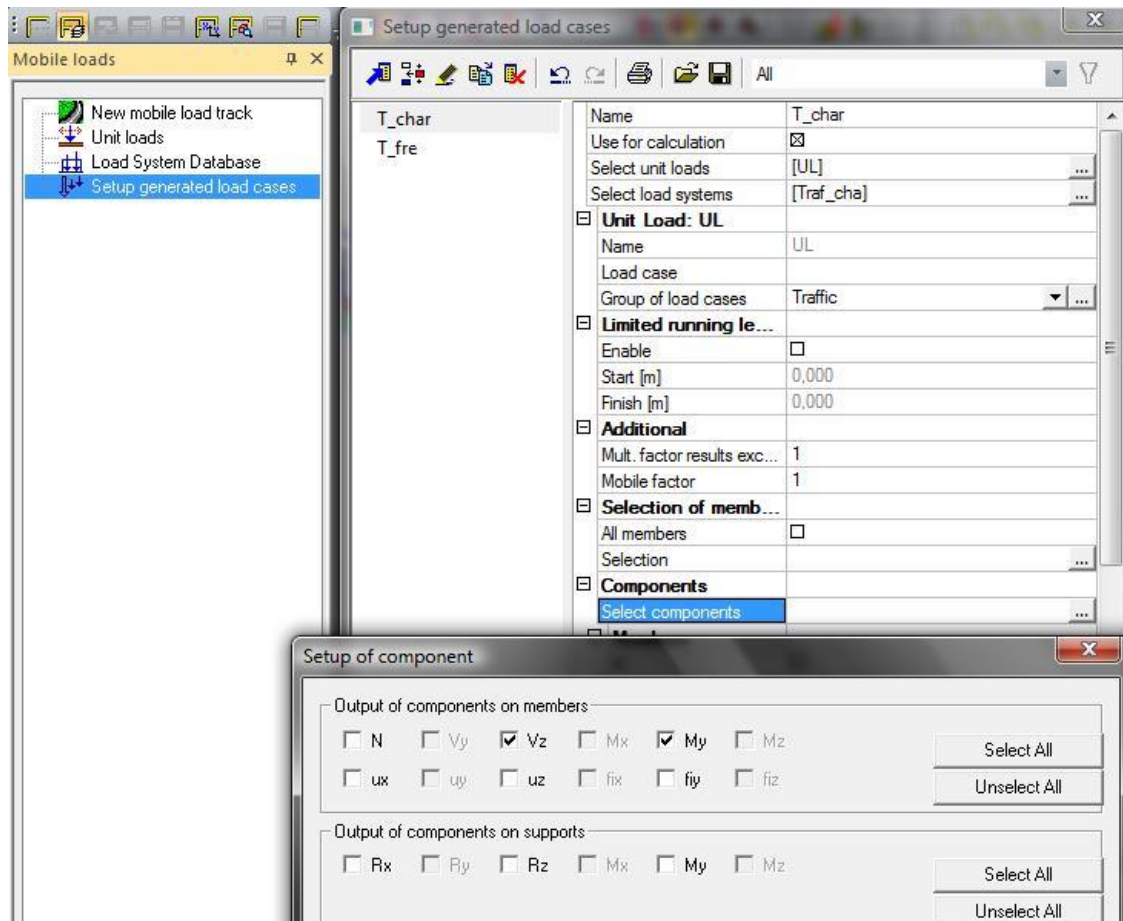 Setup generated load cases
Mobile loads
All
New mobile load track
Unit loads
Load System Database
Setup generated load cases
T_char
T_fre
Name T_char
Use for calculation
Select unit loads [UL] ...
Select load systems [Traf_cha] ...
Unit Load: UL
Name UL
Load case
Group of load cases Traffic ...
Limited running le...
Enable
Start [m] 0,000
Finish [m] 0,000
Additional
Mult. factor results exc... 1
Mobile factor 1
Selection of memb...
All members
Selection ...
Components
Select components ...
Setup of component
Output of components on members
N Vy Vz Mx My Mz
Select All
ux uy uz fix fiy fiz
Unselect All
Output of components on supports
Rx Ry Rz Mx My Mz
Select All
Unselect All